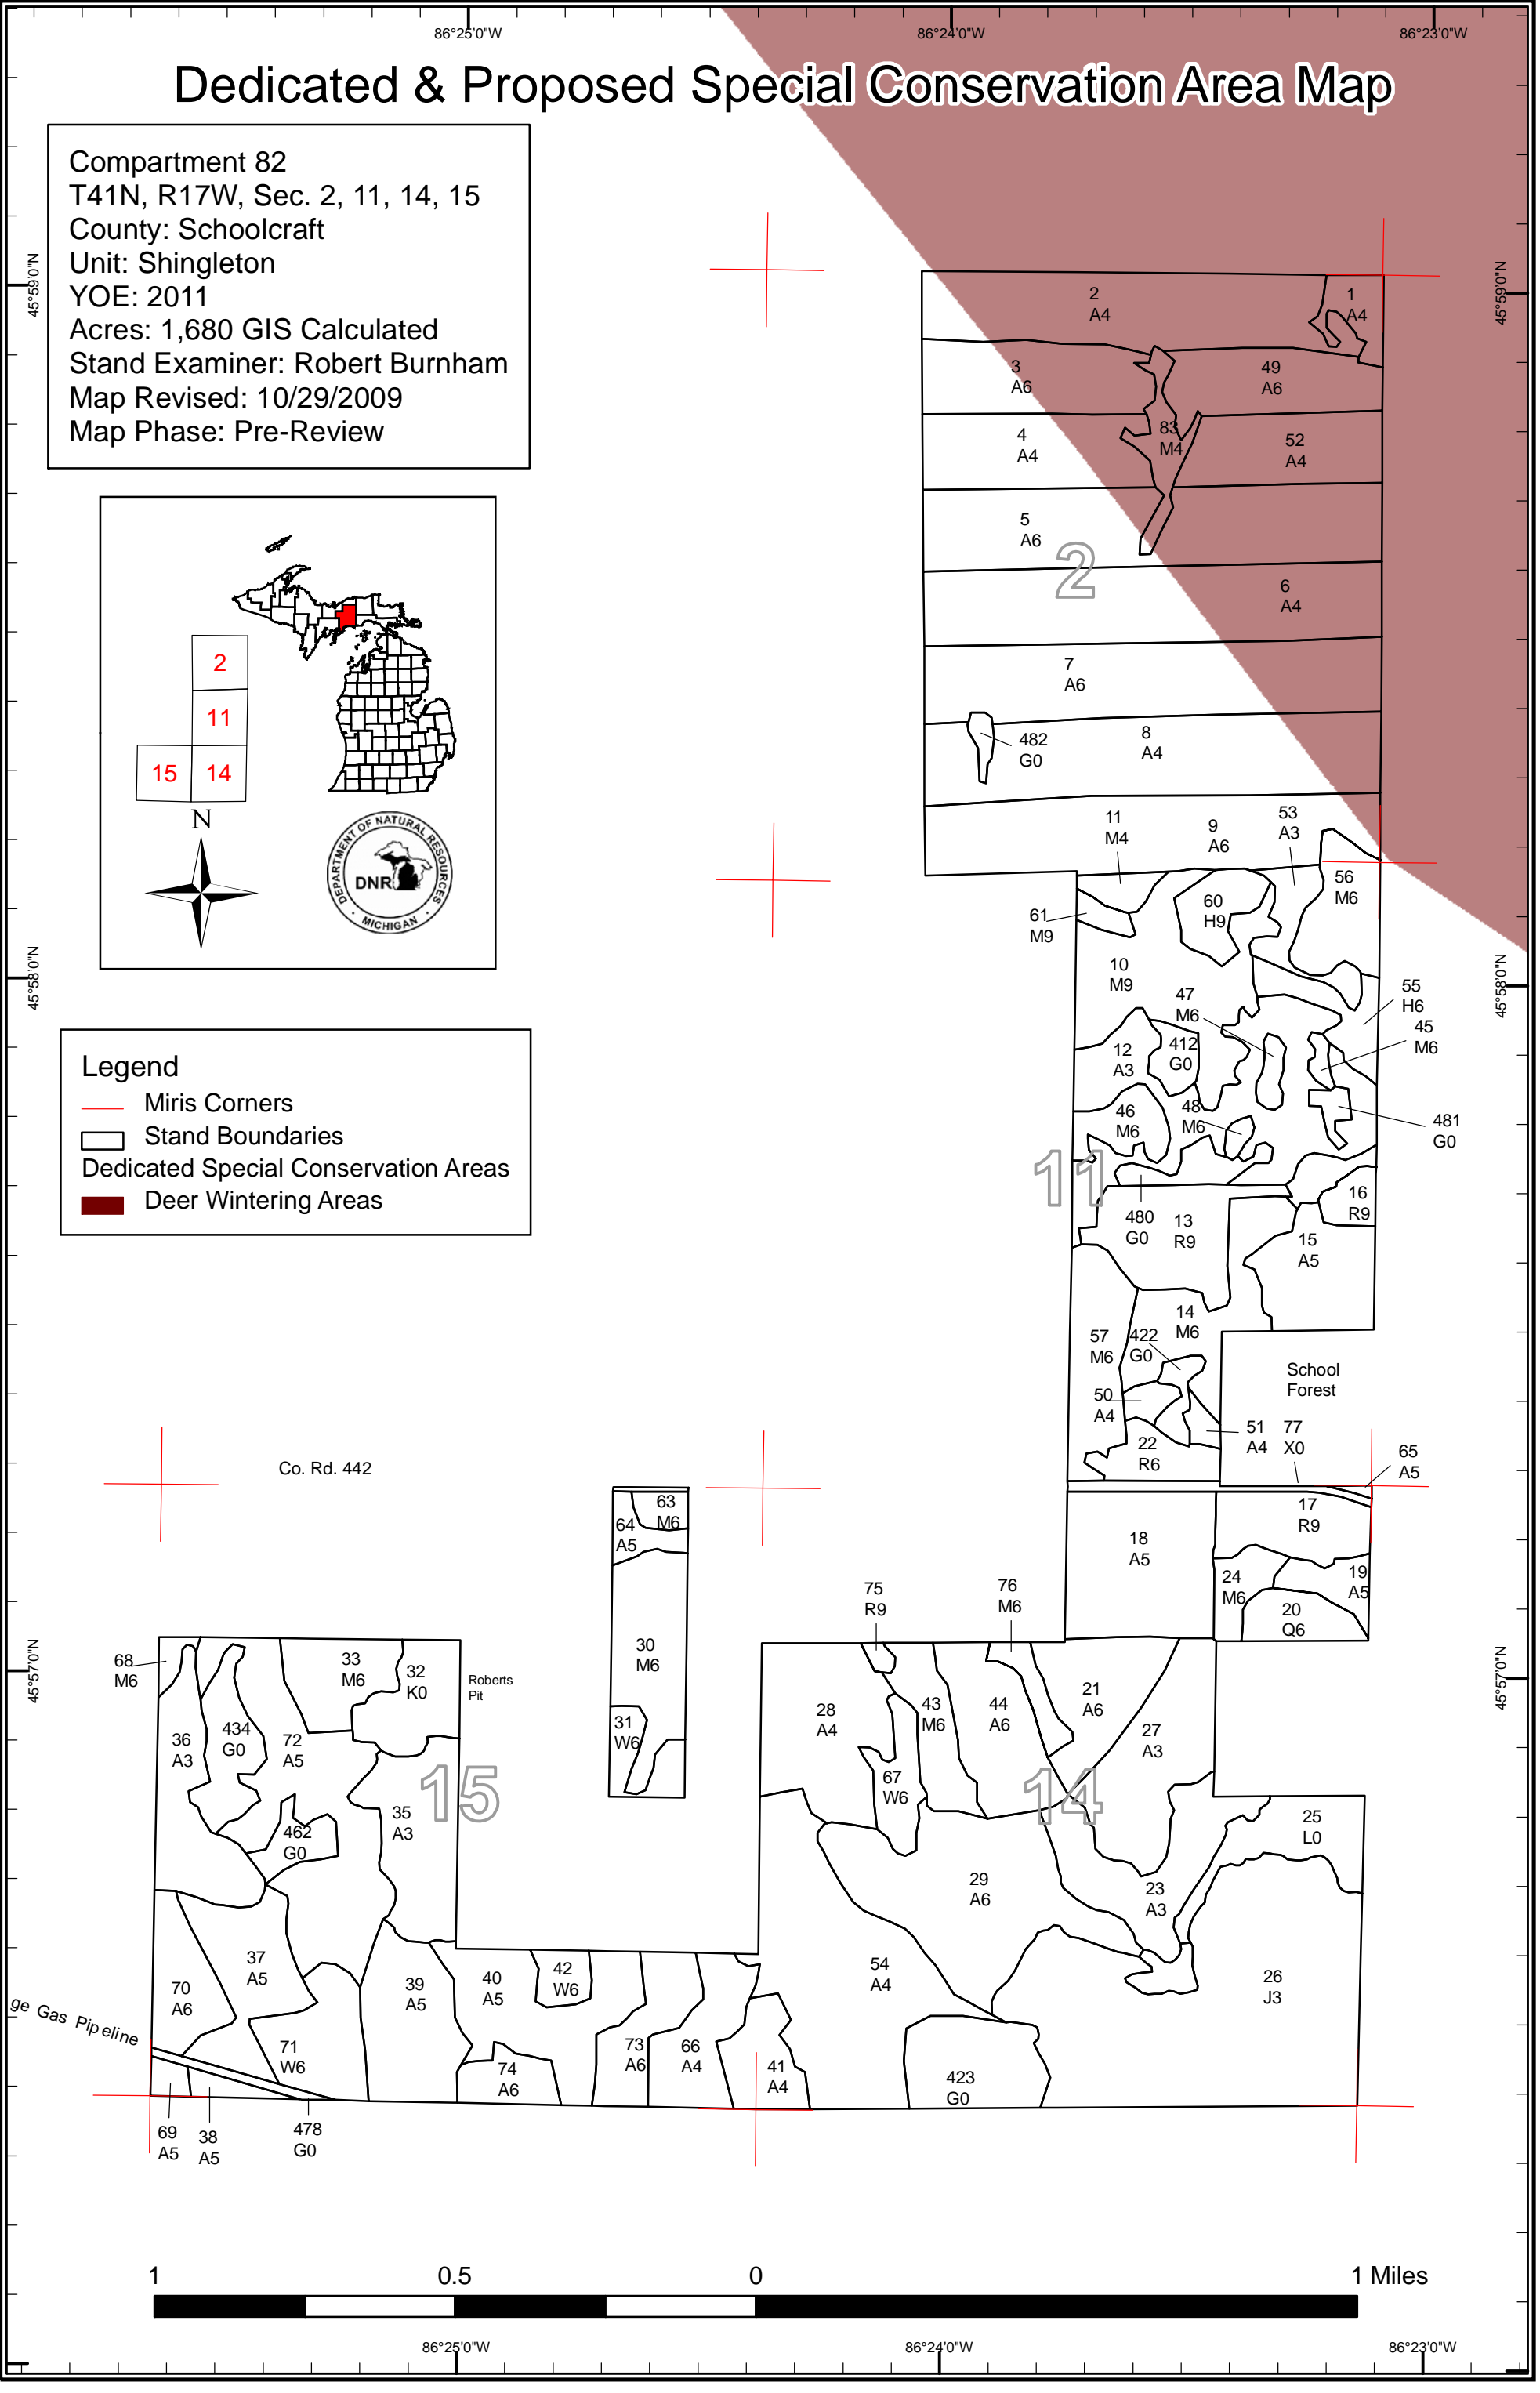 86°25'0"W
86°24'0"W
86°23'0"W
Dedicated & Proposed Special Conservation Area Map
Compartment 82
T41N, R17W, Sec. 2, 11, 14, 15
County: Schoolcraft
Unit: Shingleton
YOE: 2011
Acres: 1,680 GIS Calculated
Stand Examiner: Robert Burnham
Map Revised: 10/29/2009
Map Phase: Pre-Review
45°59'0"N
45°59'0"N
2
11
15
14
N
DEPARTMENT OF NATURAL RESOURCES
DNR
MICHIGAN
Legend
Miris Corners
Stand Boundaries
Dedicated Special Conservation Areas
Deer Wintering Areas
45°58'0"N
45°58'0"N
2
A4
1
A4
3
A6
49
A6
4
A4
83
M4
52
A4
5
A6
2
6
A4
7
A6
482
G0
8
A4
11
M4
9
A6
53
A3
56
M6
61
M9
60
H9
10
M9
47
M6
55
H6
45
M6
12
A3
412
G0
46
M6
48
M6
481
G0
11
480
G0
13
R9
16
R9
15
A5
14
M6
57
M6
422
G0
School
Forest
50
A4
51
A4
77
X0
22
R6
65
A5
Co. Rd. 442
63
M6
64
A5
17
R9
18
A5
24
M6
19
A5
20
Q6
75
R9
76
M6
30
M6
31
W6
45°57'0"N
45°57'0"N
68
M6
33
M6
32
K0
Roberts
Pit
36
A3
434
G0
72
A5
15
35
A3
462
G0
28
A4
43
M6
44
A6
21
A6
27
A3
67
W6
14
25
L0
29
A6
23
A3
37
A5
70
A6
39
A5
40
A5
42
W6
54
A4
26
J3
ge Gas Pipeline
71
W6
74
A6
73
A6
66
A4
41
A4
423
G0
69
A5
38
A5
478
G0
1
0.5
0
1 Miles
86°25'0"W
86°24'0"W
86°23'0"W